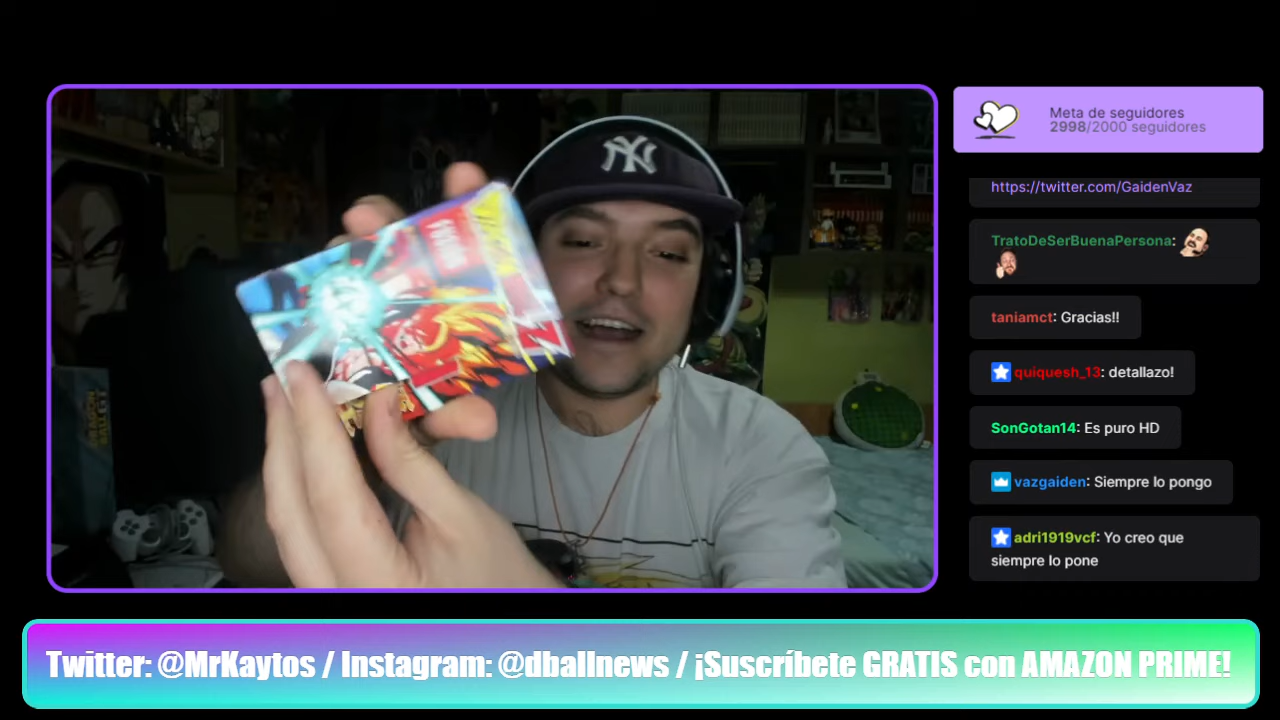 NY
Meta de seguidores
2998/2000 seguidores
https://twitter.com/GaidenVaz
TratoDeSerBuenaPersona:
taniamct: Gracias!!
quiquesh_13: detallazo!
SonGotan14: Es puro HD
vazgaiden: Siempre lo pongo
adri1919vcf: Yo creo que
siempre lo pone
Twitter: @MrKaytos / Instagram: @dballnews / ¡Suscríbete GRATIS con AMAZON PRIME!